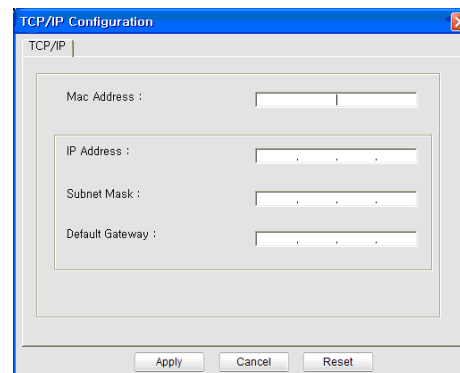 TCP/IP Configuration
TCP/IP
Mac Address :
IP Address : . . .
Subnet Mask : . . .
Default Gateway : . . .
Apply Cancel Reset